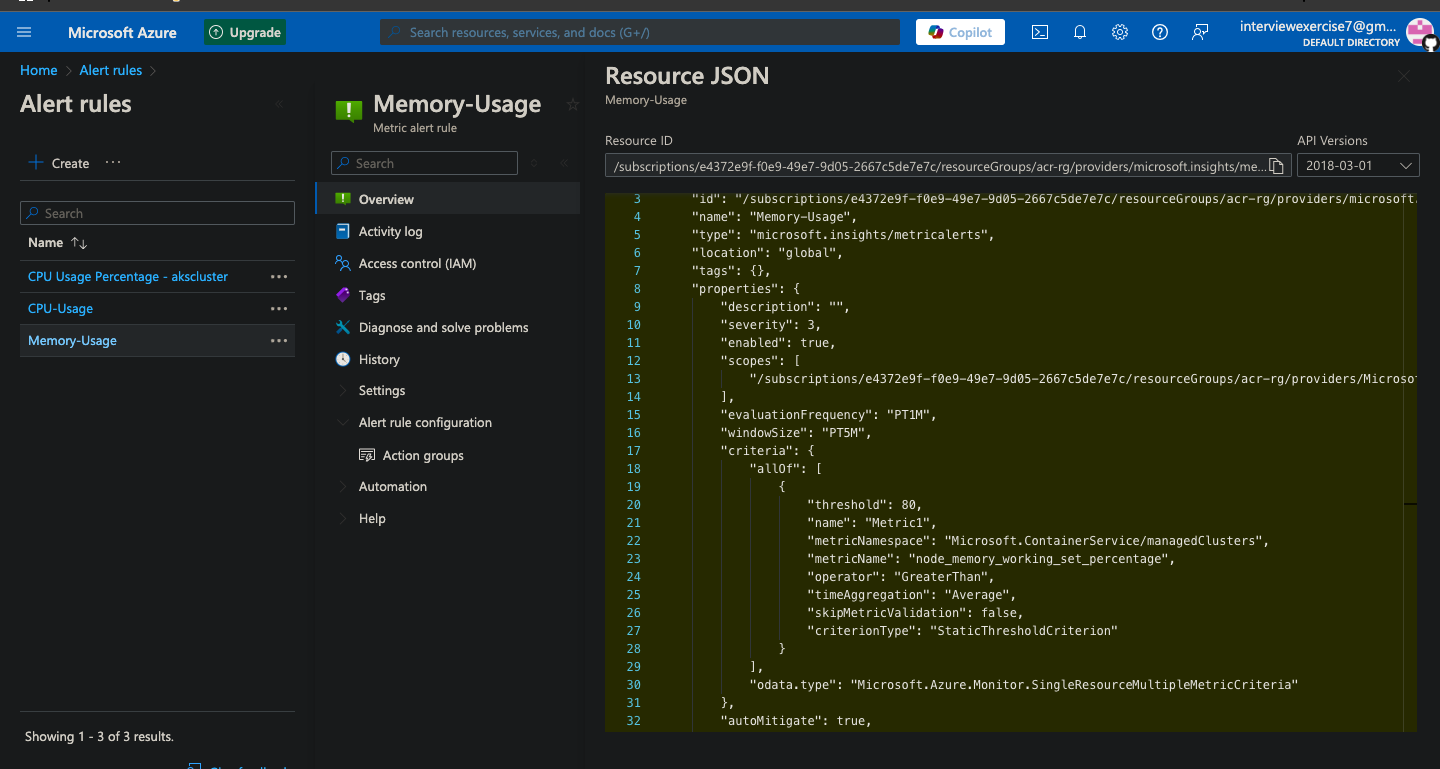 Microsoft Azure
Upgrade
Search resources, services, and docs (G+/)
Copilot
interviewexercise7@gm...
DEFAULT DIRECTORY
Home > Alert rules >
Alert rules
+ Create ...
Search
Name ↑↓
CPU Usage Percentage - akscluster ...
CPU-Usage ...
Memory-Usage ...
Showing 1 - 3 of 3 results.
Memory-Usage
Metric alert rule
Search
Overview
Activity log
Access control (IAM)
Tags
Diagnose and solve problems
History
Settings
Alert rule configuration
Action groups
Automation
Help
Resource JSON
Memory-Usage
Resource ID
/subscriptions/e4372e9f-f0e9-49e7-9d05-2667c5de7e7c/resourceGroups/acr-rg/providers/microsoft.insights/me...
API Versions
2018-03-01
3 "id": "/subscriptions/e4372e9f-f0e9-49e7-9d05-2667c5de7e7c/resourceGroups/acr-rg/providers/microsoft.
4 "name": "Memory-Usage",
5 "type": "microsoft.insights/metricalerts",
6 "location": "global",
7 "tags": {},
8 "properties": {
9 "description": "",
10 "severity": 3,
11 "enabled": true,
12 "scopes": [
13 "/subscriptions/e4372e9f-f0e9-49e7-9d05-2667c5de7e7c/resourceGroups/acr-rg/providers/Microsof
14 ],
15 "evaluationFrequency": "PT1M",
16 "windowSize": "PT5M",
17 "criteria": {
18 "allOf": [
19 {
20 "threshold": 80,
21 "name": "Metric1",
22 "metricNamespace": "Microsoft.ContainerService/managedClusters",
23 "metricName": "node_memory_working_set_percentage",
24 "operator": "GreaterThan",
25 "timeAggregation": "Average",
26 "skipMetricValidation": false,
27 "criterionType": "StaticThresholdCriterion"
28 }
29 ],
30 "odata.type": "Microsoft.Azure.Monitor.SingleResourceMultipleMetricCriteria"
31 },
32 "autoMitigate": true,